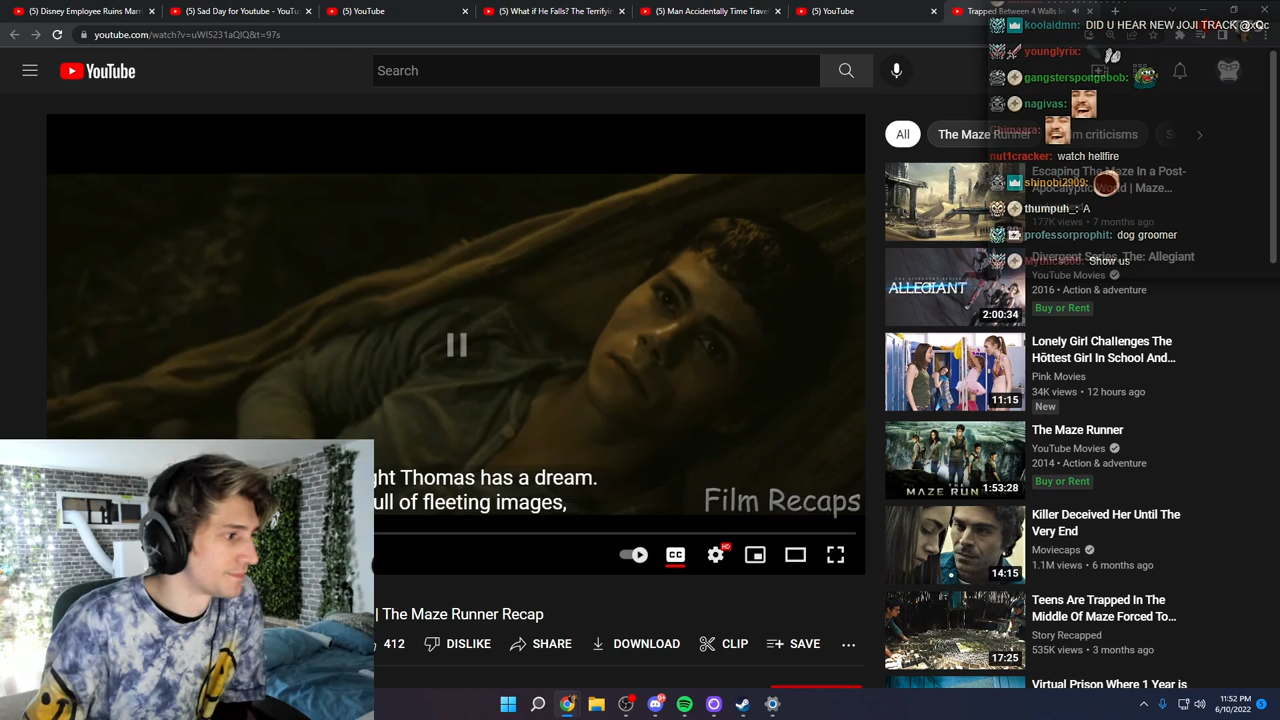 (5) Disney Employee Ruins Marri
(5) Sad Day for Youtube - YouTu
(5) YouTube
(5) What if He Falls? The Terrify
(5) Man Accidentally Time Trave
(5) YouTube
Trapped Between 4 Walls In
youtube.com/watch?v=uWI5231aQIQ&t=97s
koolaidmn: DID U HEAR NEW JOJI TRACK @xQc
younglyrix:
gangsterspongebob:
nagivas:
Chimaara:
nut1cracker: watch hellfire
shinobi2909:
thumpuh_: A
professorprophit: dog groomer
Show us
YouTube
Search
All
The Maze Runner
criticisms
Escaping The Maze In a Post-
Apocalyptic World | Maze...
177K views • 7 months ago
Divergent Series, The: Allegiant
YouTube Movies
2016 • Action & adventure
Buy or Rent
ALLEGIANT
2:00:34
Lonely Girl Challenges The
Hôttest Girl In School And...
Pink Movies
34K views • 12 hours ago
New
11:15
The Maze Runner
YouTube Movies
2014 • Action & adventure
Buy or Rent
THE
MAZE RUN
1:53:28
Killer Deceived Her Until The
Very End
Moviecaps
1.1M views • 6 months ago
14:15
Teens Are Trapped In The
Middle Of Maze Forced To...
Story Recapped
535K views • 3 months ago
17:25
Virtual Prison Where 1 Year is
ght Thomas has a dream.
ull of fleeting images,
Film Recaps
CC
HD
| The Maze Runner Recap
412
DISLIKE
SHARE
DOWNLOAD
CLIP
SAVE
11:52 PM
6/10/2022